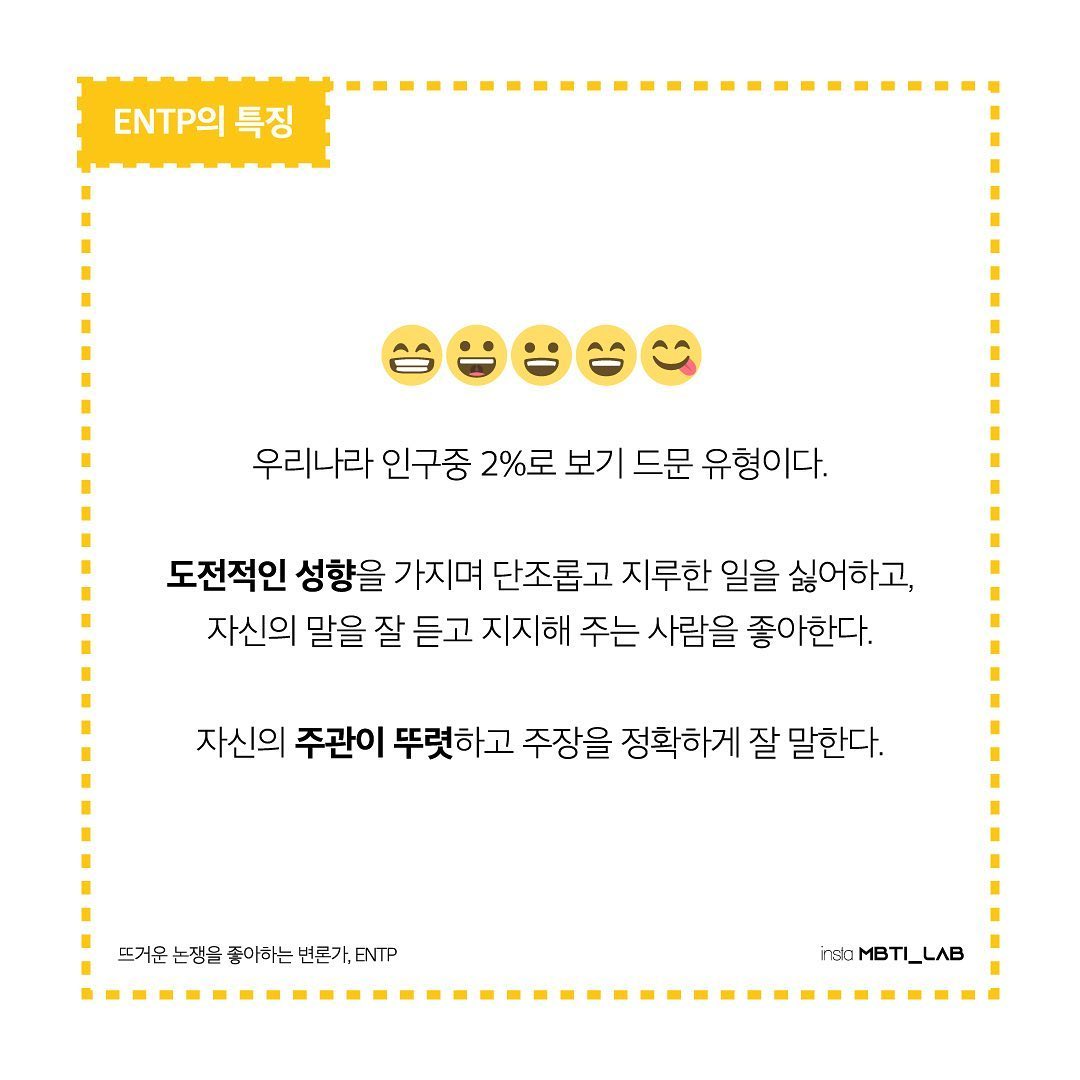 ENTP의 특징
우리나라 인구중 2%로 보기 드문 유형이다.
도전적인 성향을 가지며 단조롭고 지루한 일을 싫어하고,
자신의 말을 잘 듣고 지지해 주는 사람을 좋아한다.
자신의 주관이 뚜렷하고 주장을 정확하게 잘 말한다.
뜨거운 논쟁을 좋아하는 변론가, ENTP
insta MBTI_LAB